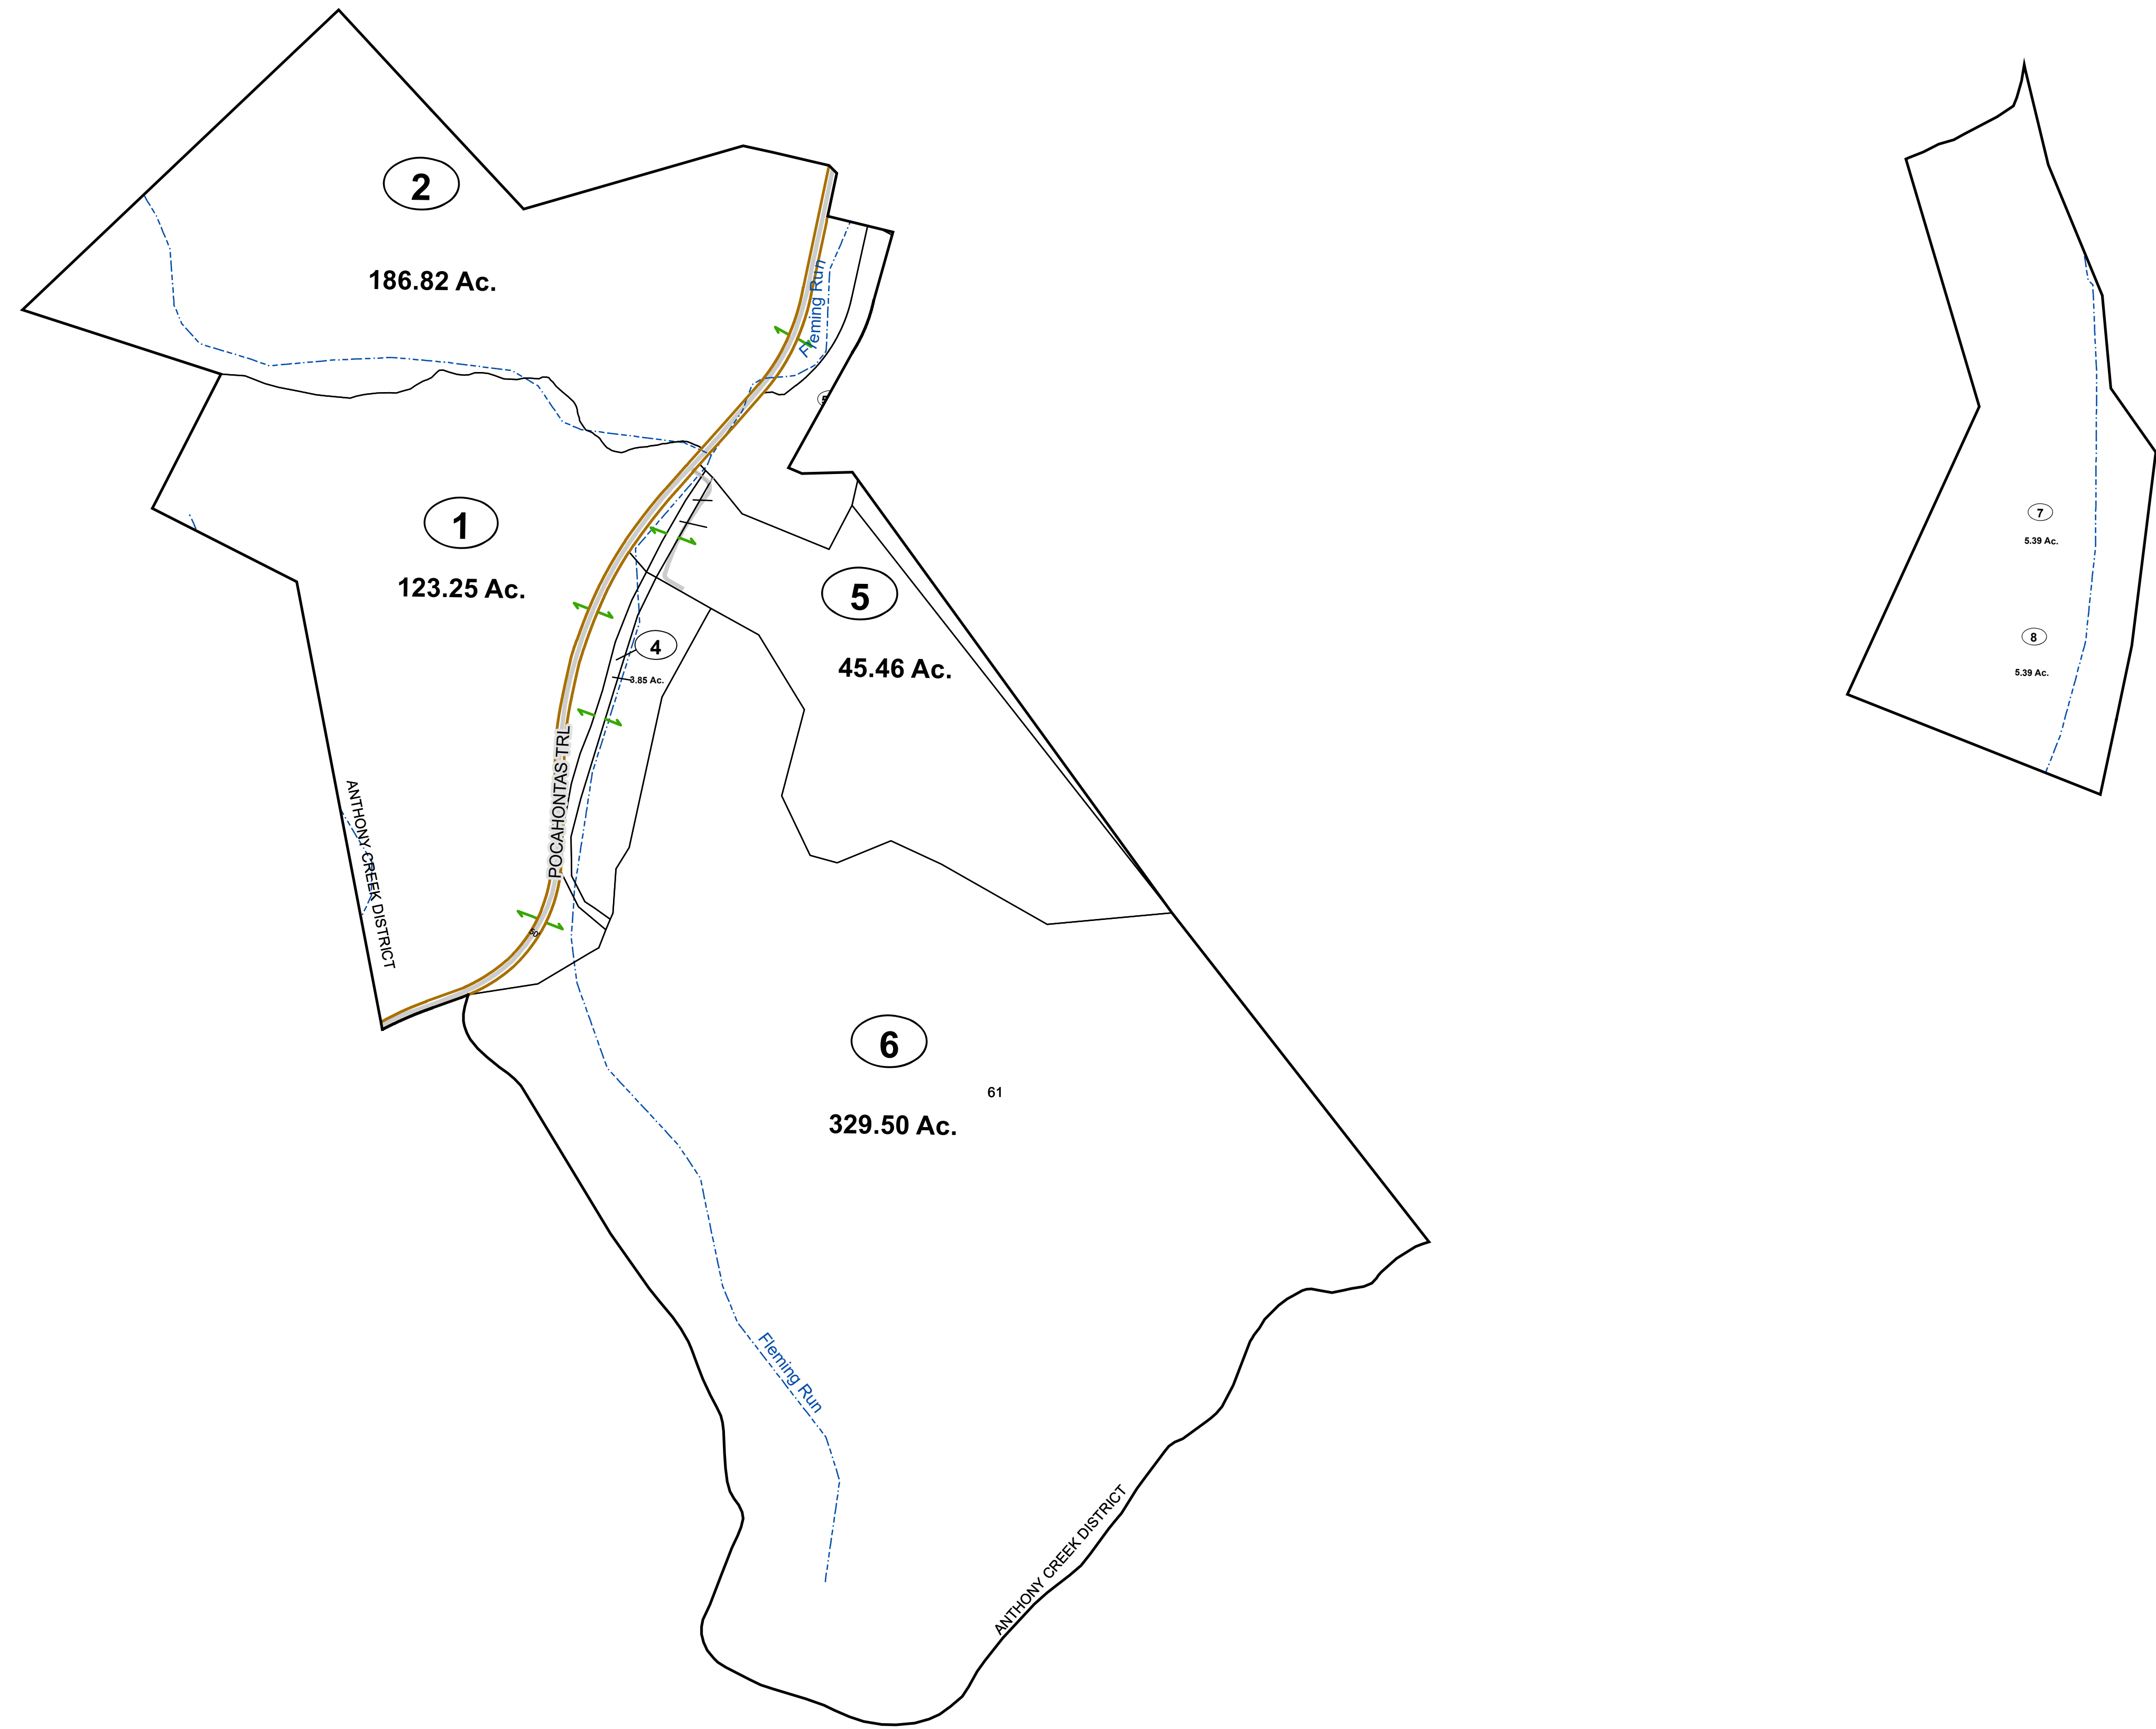 2
186.82 Ac.
Fleming Run
5
1
123.25 Ac.
7
5.39 Ac.
5
45.46 Ac.
8
5.39 Ac.
4
3.85 Ac.
POCAHONTAS TRL
ANTHONY CREEK DISTRICT
50'
6
61
329.50 Ac.
Fleming Run
ANTHONY CREEK DISTRICT